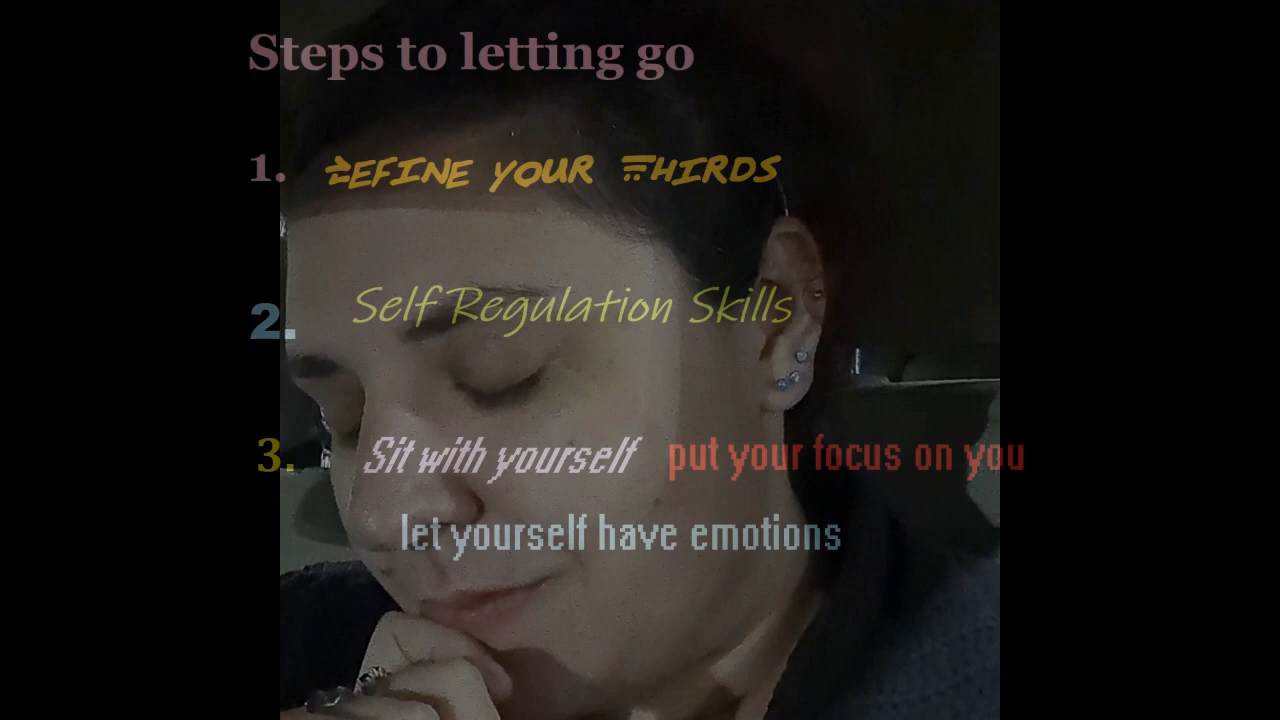 Steps to letting go
1. YOUR THIRDS
2. Self Regulation Skills
3. Sit with yourself put your focus on you
let yourself have emotions